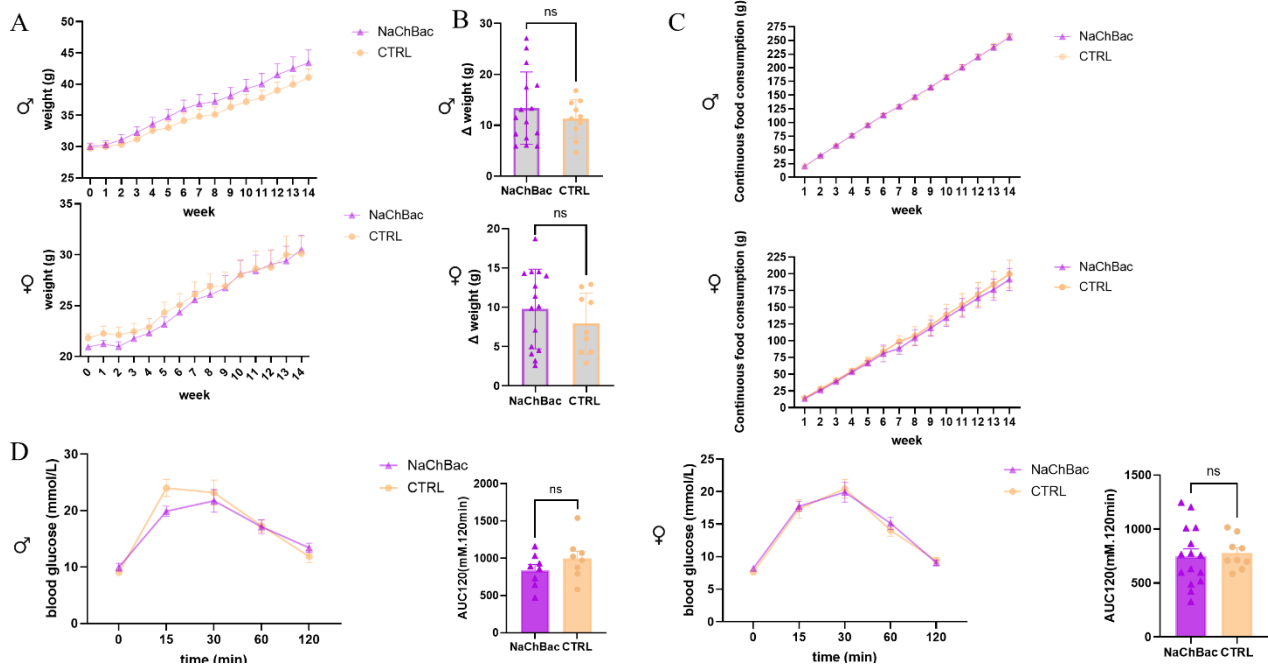 A
♂
weight (g)
45
40
35
30
25
0 1 2 3 4 5 6 7 8 9 10 11 12 13 14
week
NaChBac
CTRL
♀
weight (g)
35
30
25
20
0 1 2 3 4 5 6 7 8 9 10 11 12 13 14
week
NaChBac
CTRL
B
♂
Δ weight (g)
30
20
10
0
ns
NaChBac CTRL
♀
Δ weight (g)
20
15
10
5
0
ns
NaChBac CTRL
C
♂
Continuous food consumption (g)
275
250
225
200
175
150
125
100
75
50
25
0
1 2 3 4 5 6 7 8 9 10 11 12 13 14
week
NaChBac
CTRL
♀
Continuous food consumption (g)
225
200
175
150
125
100
75
50
25
0
1 2 3 4 5 6 7 8 9 10 11 12 13 14
week
NaChBac
CTRL
D
♂
blood glucose (mmol/L)
30
20
10
0
0 15 30 60 120
time (min)
NaChBac
CTRL
AUC120(mM.120min)
2000
1500
1000
500
0
ns
NaChBac CTRL
♀
blood glucose (mmol/L)
25
20
15
10
5
0
0 15 30 60 120
time (min)
NaChBac
CTRL
AUC120(mM.120min)
1500
1000
500
0
ns
NaChBac CTRL